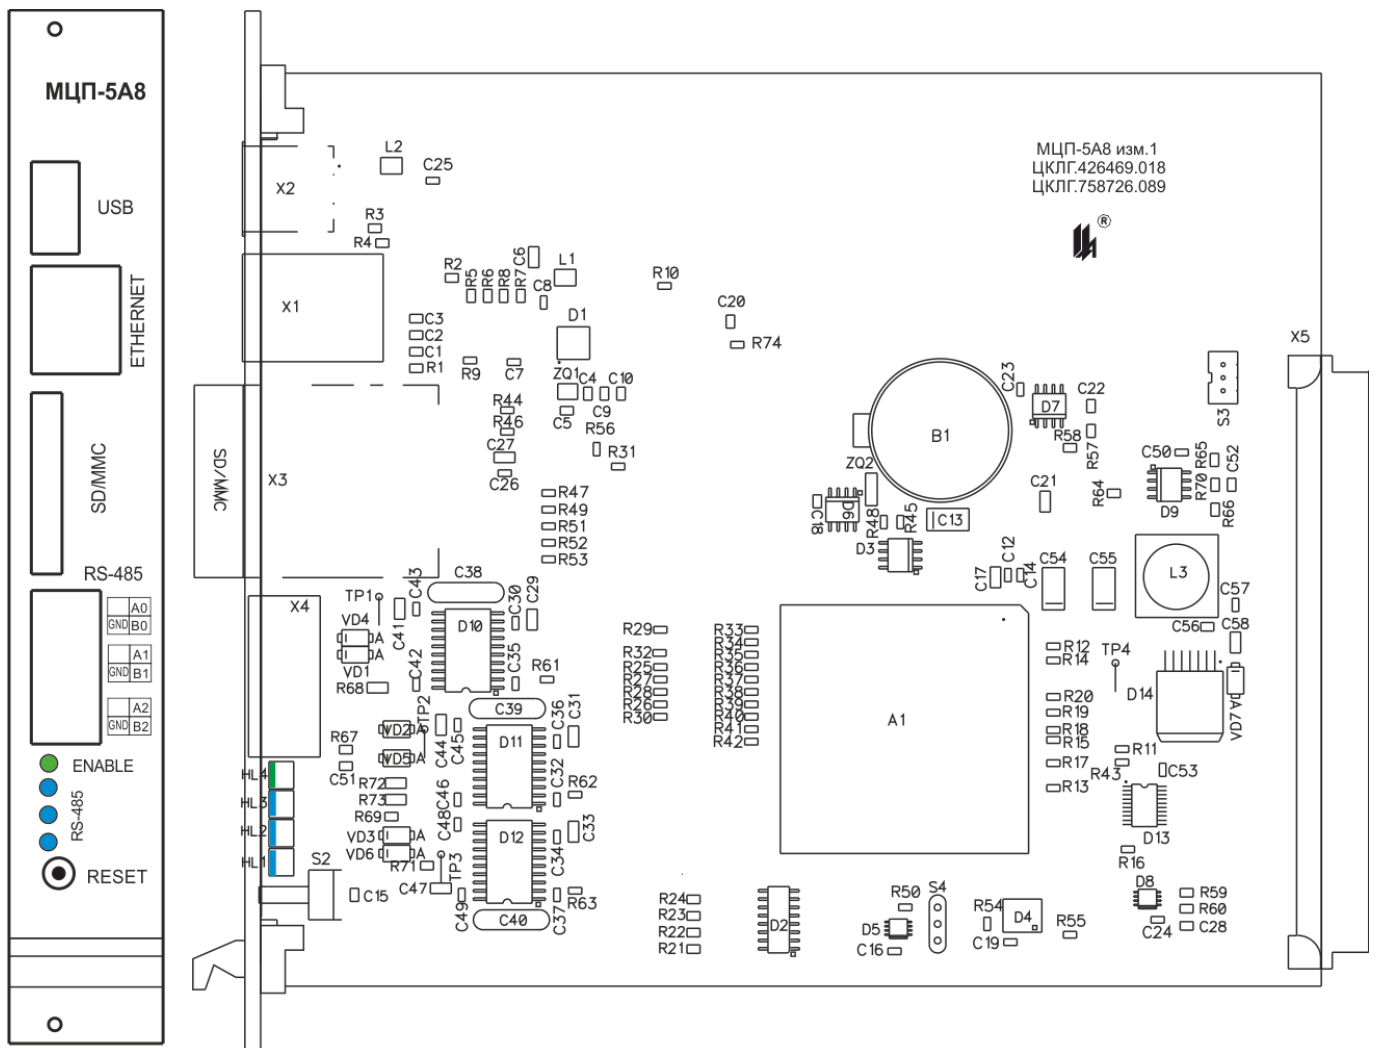 МЦП-5А8
USB
ETHERNET
SD/MMC
RS-485
A0
GND B0
A1
GND B1
A2
GND B2
ENABLE
RS-485
RESET
МЦП-5А8 изм.1
ЦКЛГ.426469.018
ЦКЛГ.758726.089
®
X2
L2
C25
R3
R4
X1
R2
R5
R6
R8
R7
C6
L1
C8
R10
C20
R74
D1
C3
C2
C1
R1
R9
C7
ZQ1
C4
C9
C10
C5
R44
R46
C27
C26
R56
R31
SD/MMC
X3
R47
R49
R51
R52
R53
B1
C23
D7
C22
R58
R57
S3
X5
ZQ2
C18
D6
R48
R45
C13
D3
C21
R64
C50
R65
C52
R70
D9
R66
C17
C12
C14
C54
C55
L3
C57
C56
C58
X4
TP1
VD4
A
VD1
A
R68
C41
C43
C42
C38
D10
C30
C29
C35
R61
R29
R32
R25
R27
R28
R26
R30
R33
R34
R35
R36
R37
R38
R39
R40
R41
R42
A1
R12
R14
R20
R19
R18
R15
R17
R13
TP4
D14
VD7
A
R11
R43
C53
D13
R16
R67
C51
VD2
A
VD5
A
TP2
C44
C45
C39
D11
C36
C31
C32
R62
R72
R73
R69
C46
C48
VD3
A
VD6
A
R71
TP3
C47
C49
D12
C34
C33
C37
R63
C40
HL4
HL3
HL2
HL1
S2
C15
R24
R23
R22
R21
D2
R50
D5
C16
S4
R54
D4
C19
R55
D8
R59
R60
C28
C24